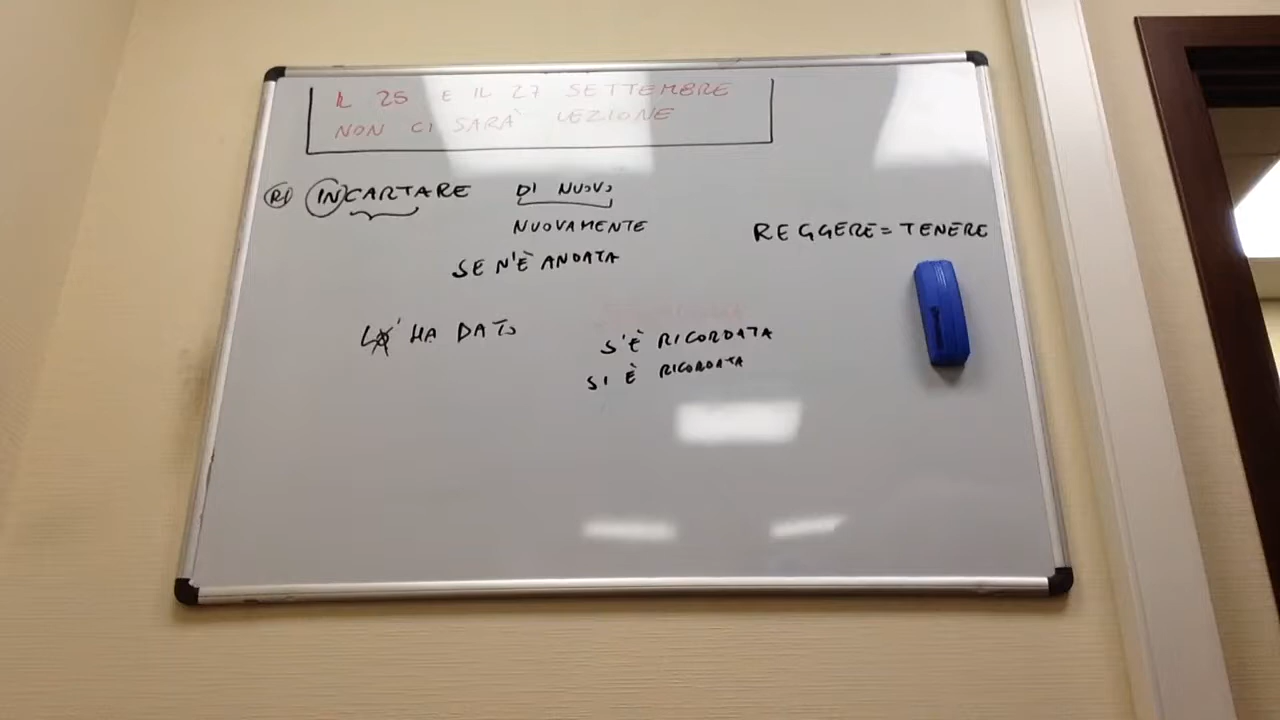 IL 25 E IL 27 SETTEMBRE
NON CI SARÀ LEZIONE
RI INCARTARE DI NUOVO
NUOVAMENTE
REGGERE = TENERE
SE N'È ANDATA
L' HA DATO
S'È RICORDATA
SI È RICORDATA